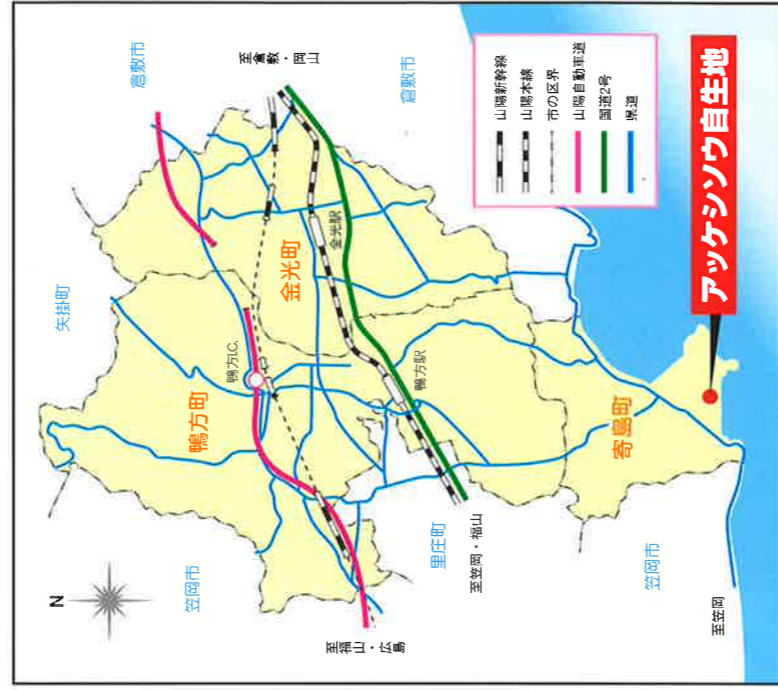 N
矢掛町
倉敷市
至倉敷・岡山
倉敷市
笠岡市
鴨方町
鴨方I.C.
金光町
金光駅
鴨方駅
至福山・広島
里庄町
至笠岡・福山
寄島町
笠岡市
至笠岡
山陽新幹線
山陽本線
市の区界
山陽自動車道
国道2号
県道
アッケシソウ自生地